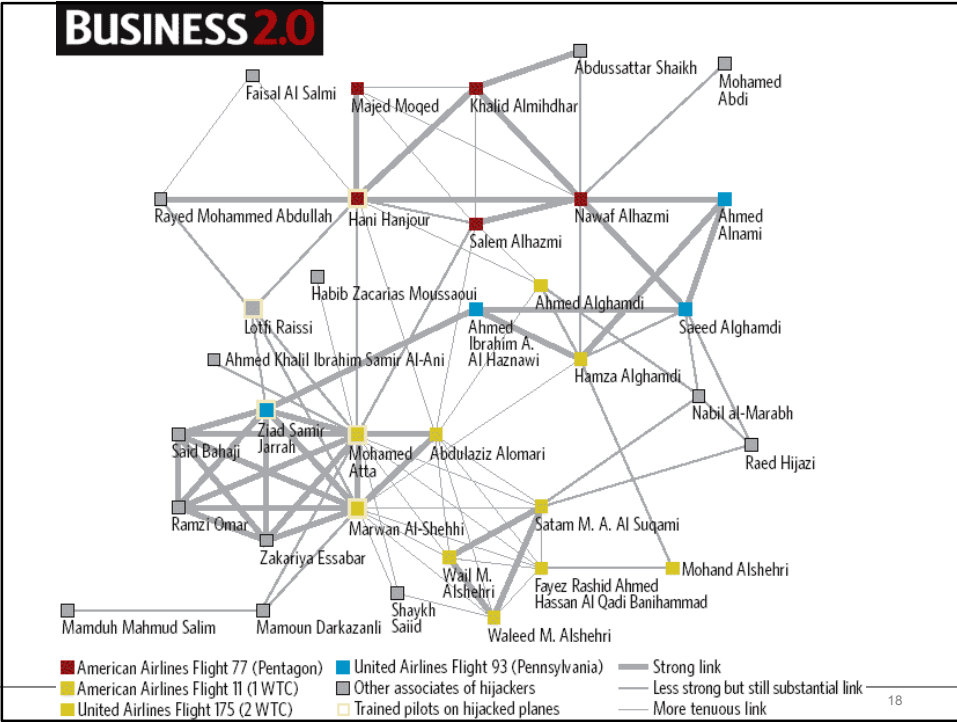 BUSINESS 2.0
Abdussattar Shaikh
Mohamed
Abdi
Faisal Al Salmi
Majed Moqed
Khalid Almihdhar
Rayed Mohammed Abdullah
Hani Hanjour
Nawaf Alhazmi
Ahmed
Alnami
Salem Alhazmi
Habib Zacarias Moussaoui
Ahmed Alghamdi
Lotfi Raissi
Ahmed
Ibrahim A.
Al Haznawi
Saeed Alghamdi
Ahmed Khalil Ibrahim Samir Al-Ani
Hamza Alghamdi
Nabil al-Marabh
Ziad Samir
Jarrah
Said Bahaji
Mohamed
Atta
Abdulaziz Alomari
Raed Hijazi
Ramzi Omar
Marwan Al-Shehhi
Satam M. A. Al Suqami
Zakariya Essabar
Wail M.
Alshehri
Fayez Rashid Ahmed
Hassan Al Qadi Banihammad
Mohand Alshehri
Mamduh Mahmud Salim
Mamoun Darkazanli
Shaykh
Saiid
Waleed M. Alshehri
American Airlines Flight 77 (Pentagon)
American Airlines Flight 11 (1 WTC)
United Airlines Flight 175 (2 WTC)
United Airlines Flight 93 (Pennsylvania)
Other associates of hijackers
Trained pilots on hijacked planes
Strong link
Less strong but still substantial link
More tenuous link
18